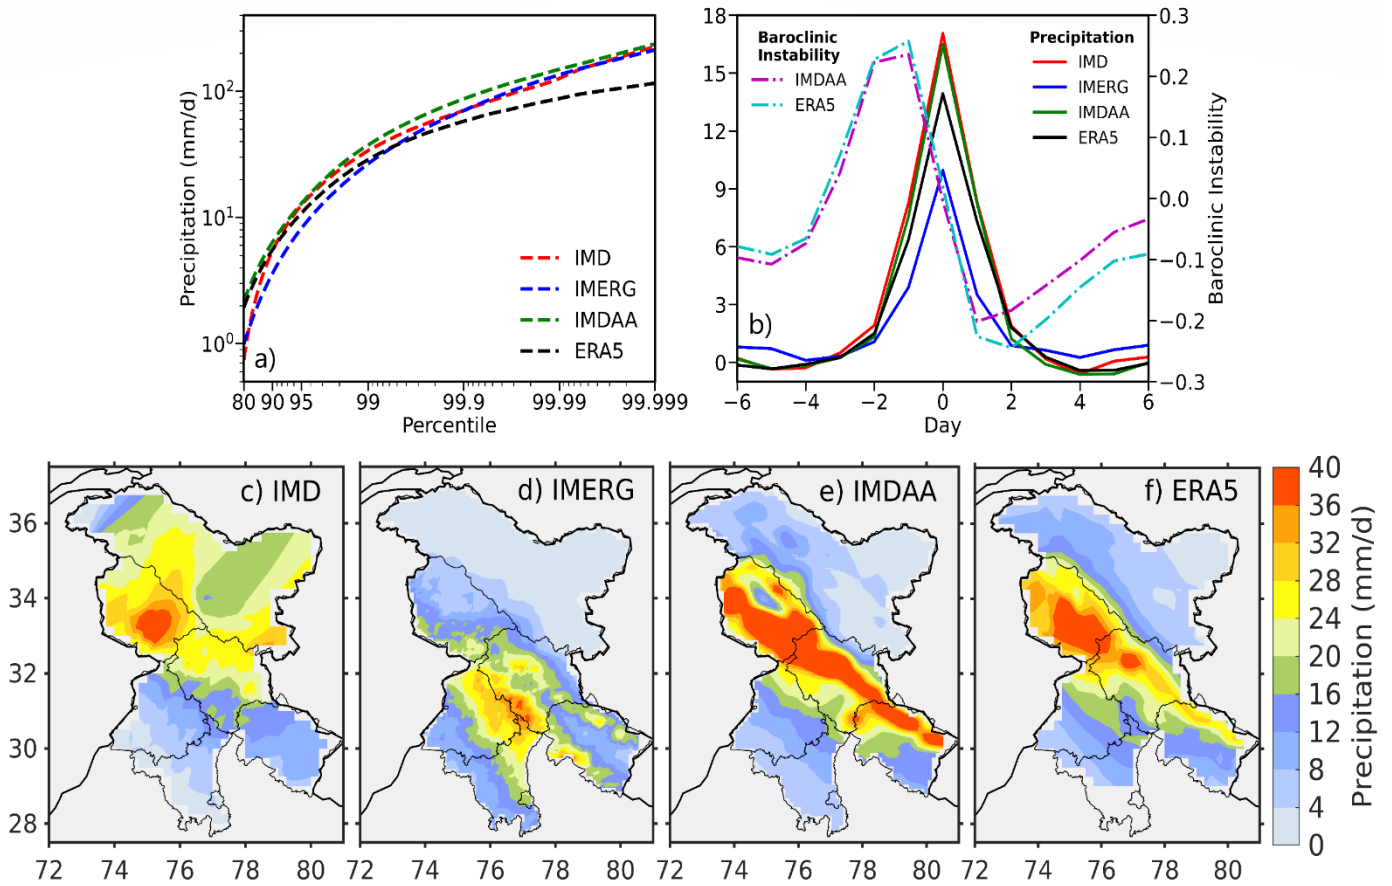 Precipitation (mm/d)
10²
10¹
10⁰
a)
IMD
IMERG
IMDAA
ERA5
80 90 95 99 99.9 99.99 99.999
Percentile
18
15
12
9
6
3
0
Baroclinic
Instability
IMDAA
ERA5
Precipitation
IMD
IMERG
IMDAA
ERA5
b)
−6 −4 −2 0 2 4 6
Day
0.3
0.2
0.1
0.0
−0.1
−0.2
−0.3
Baroclinic Instability
36
34
32
30
28
c) IMD
72 74 76 78 80
d) IMERG
72 74 76 78 80
e) IMDAA
72 74 76 78 80
f) ERA5
72 74 76 78 80
40
36
32
28
24
20
16
12
8
4
0
Precipitation (mm/d)